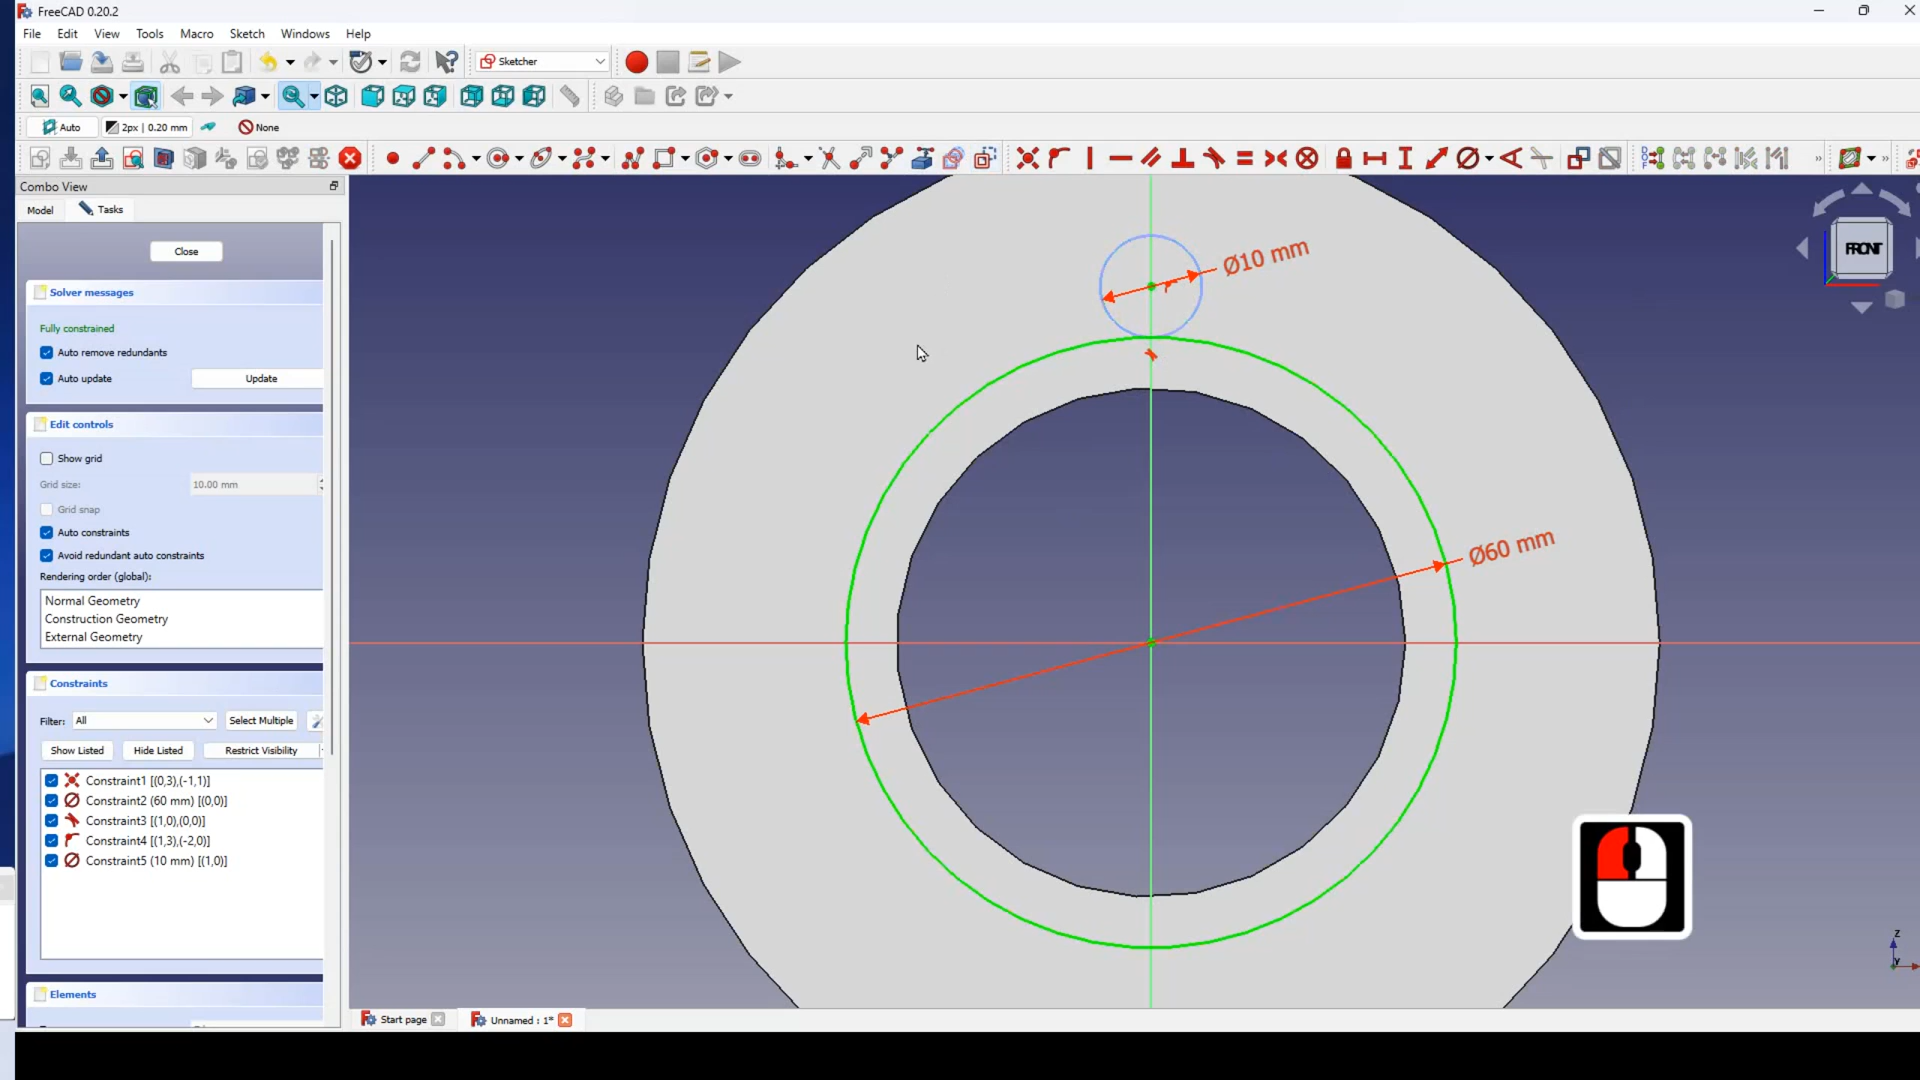 FreeCAD 0.20.2
File Edit View Tools Macro Sketch Windows Help
Sketcher
Auto 2px | 0.20 mm None
Combo View
Model Tasks
Close
Solver messages
Fully constrained
Auto remove redundants
Auto update Update
Edit controls
Show grid
Grid size: 10.00 mm
Grid snap
Auto constraints
Avoid redundant auto constraints
Rendering order (global):
Normal Geometry
Construction Geometry
External Geometry
Constraints
Filter: All Select Multiple
Show Listed Hide Listed Restrict Visibility
Constraint1 [(0,3),(-1,1)]
Constraint2 (60 mm) [(0,0)]
Constraint3 [(1,0),(0,0)]
Constraint4 [(1,3),(-2,0)]
Constraint5 (10 mm) [(1,0)]
Elements
Ø10 mm
Ø60 mm
FRONT
Z
Y
Start page Unnamed : 1*